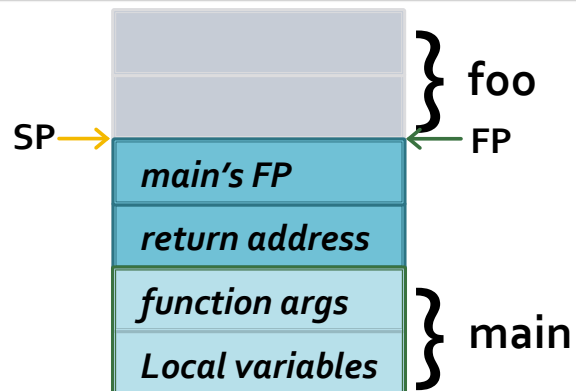 foo
SP
FP
main's FP
return address
function args
main
Local variables